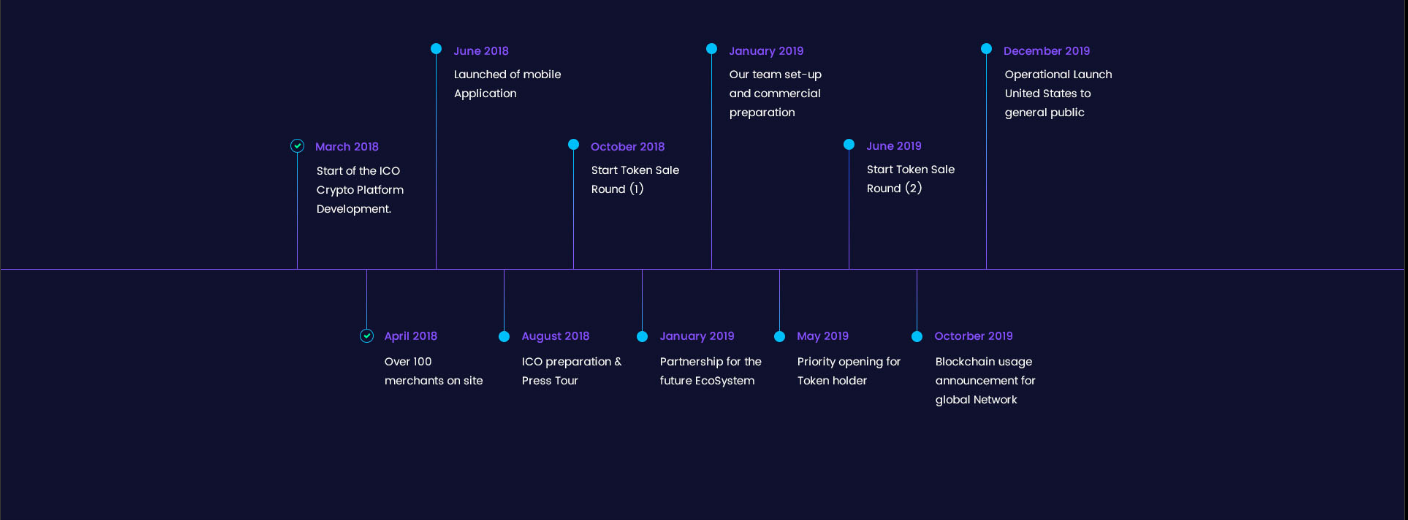 June 2018
Launched of mobile
Application
January 2019
Our team set-up
and commercial
preparation
December 2019
Operational Launch
United States to
general public
March 2018
Start of the ICO
Crypto Platform
Development.
October 2018
Start Token Sale
Round (1)
June 2019
Start Token Sale
Round (2)
April 2018
Over 100
merchants on site
August 2018
ICO preparation &
Press Tour
January 2019
Partnership for the
future EcoSystem
May 2019
Priority opening for
Token holder
Octorber 2019
Blockchain usage
announcement for
global Network